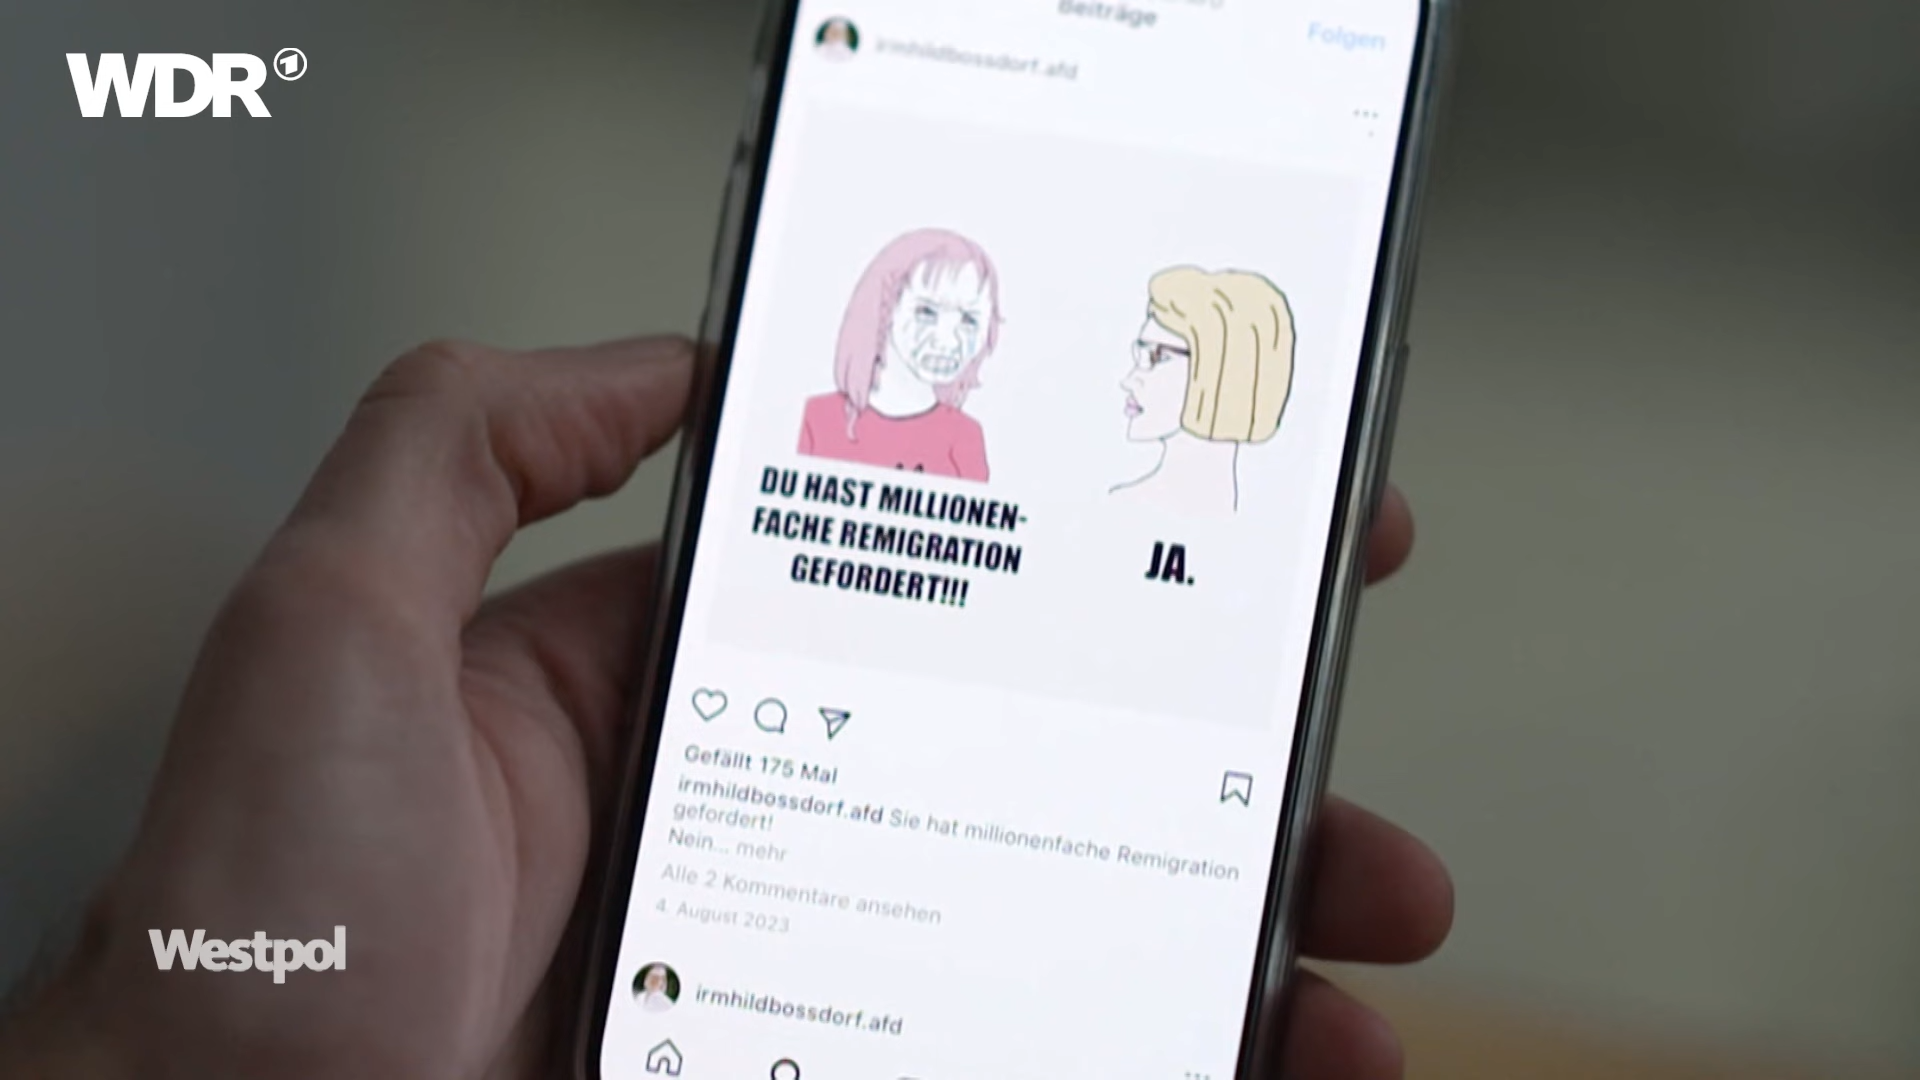 WDR
Beiträge
Folgen
irmhildbossdorf.afd
DU HAST MILLIONEN-
FACHE REMIGRATION
GEFORDERT!!!
JA.
Gefällt 175 Mal
irmhildbossdorf.afd Sie hat millionenfache Remigration
gefordert!
Nein... mehr
Alle 2 Kommentare ansehen
4. August 2023
Westpol
irmhildbossdorf.afd